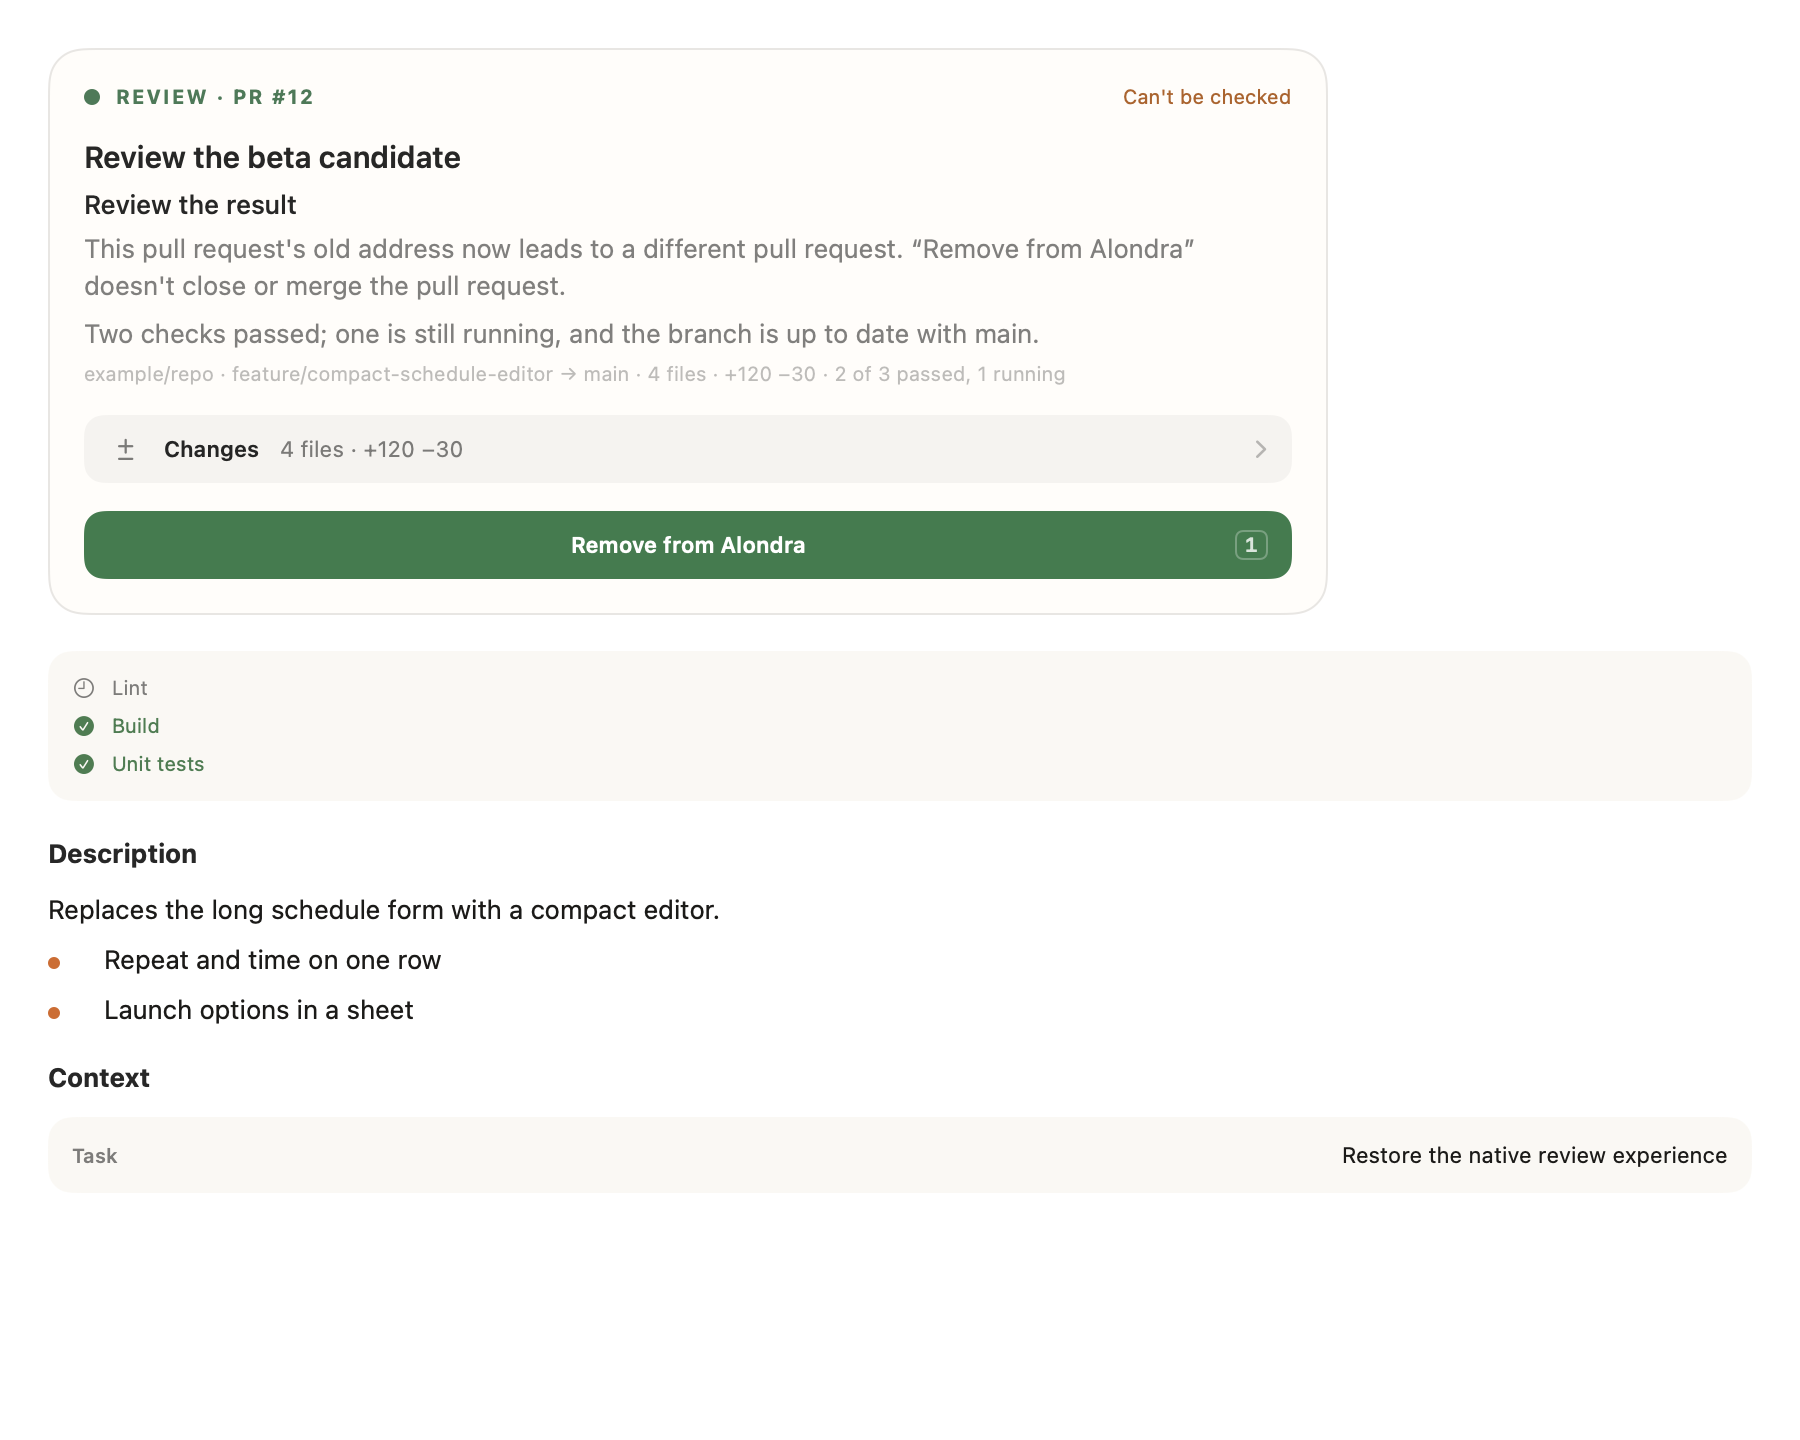 REVIEW · PR #12
Can't be checked
Review the beta candidate
Review the result
This pull request's old address now leads to a different pull request. “Remove from Alondra”
doesn't close or merge the pull request.
Two checks passed; one is still running, and the branch is up to date with main.
example/repo · feature/compact-schedule-editor → main · 4 files · +120 −30 · 2 of 3 passed, 1 running
± Changes 4 files · +120 −30
Remove from Alondra 1
Lint
Build
Unit tests
Description
Replaces the long schedule form with a compact editor.
Repeat and time on one row
Launch options in a sheet
Context
Task Restore the native review experience